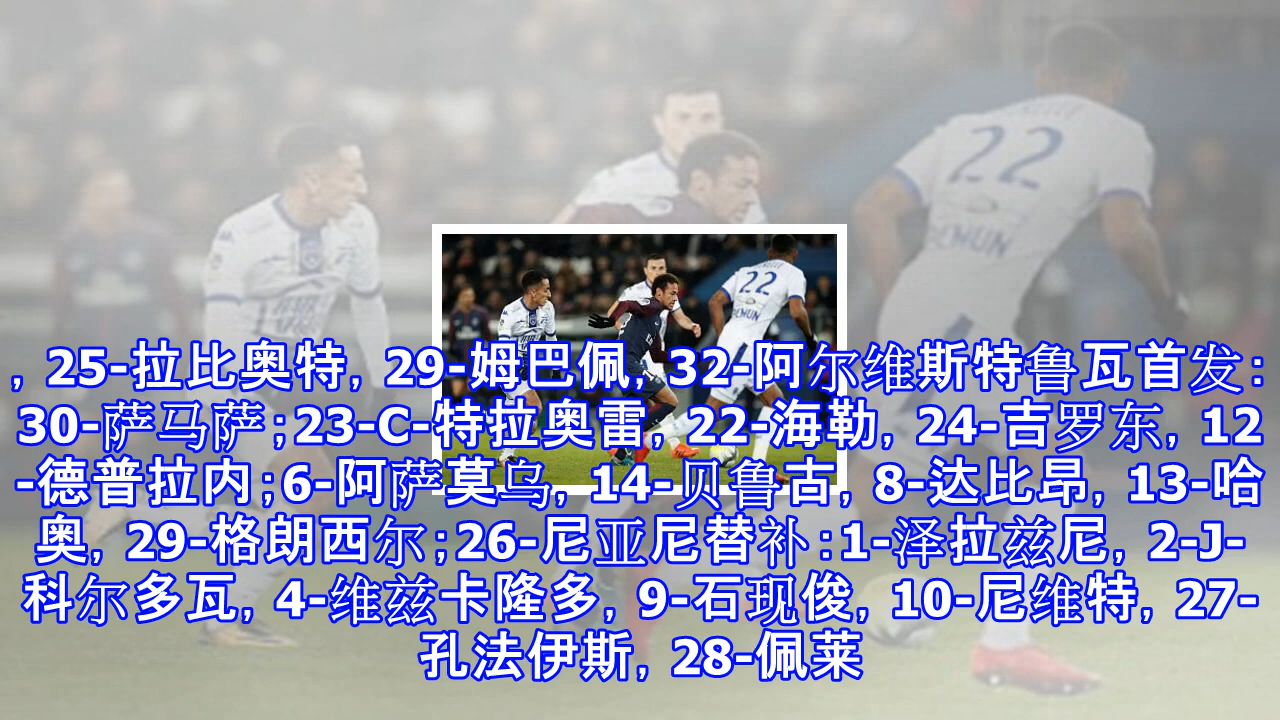 , 25-拉比奥特, 29-姆巴佩, 32-阿尔维斯特鲁瓦首发:
30-萨马萨;23-C-特拉奥雷, 22-海勒, 24-吉罗东, 12
-德普拉内;6-阿萨莫乌, 14-贝鲁古, 8-达比昂, 13-哈
奥, 29-格朗西尔;26-尼亚尼替补:1-泽拉兹尼, 2-J-
科尔多瓦, 4-维兹卡隆多, 9-石现俊, 10-尼维特, 27-
孔法伊斯, 28-佩莱
22
22